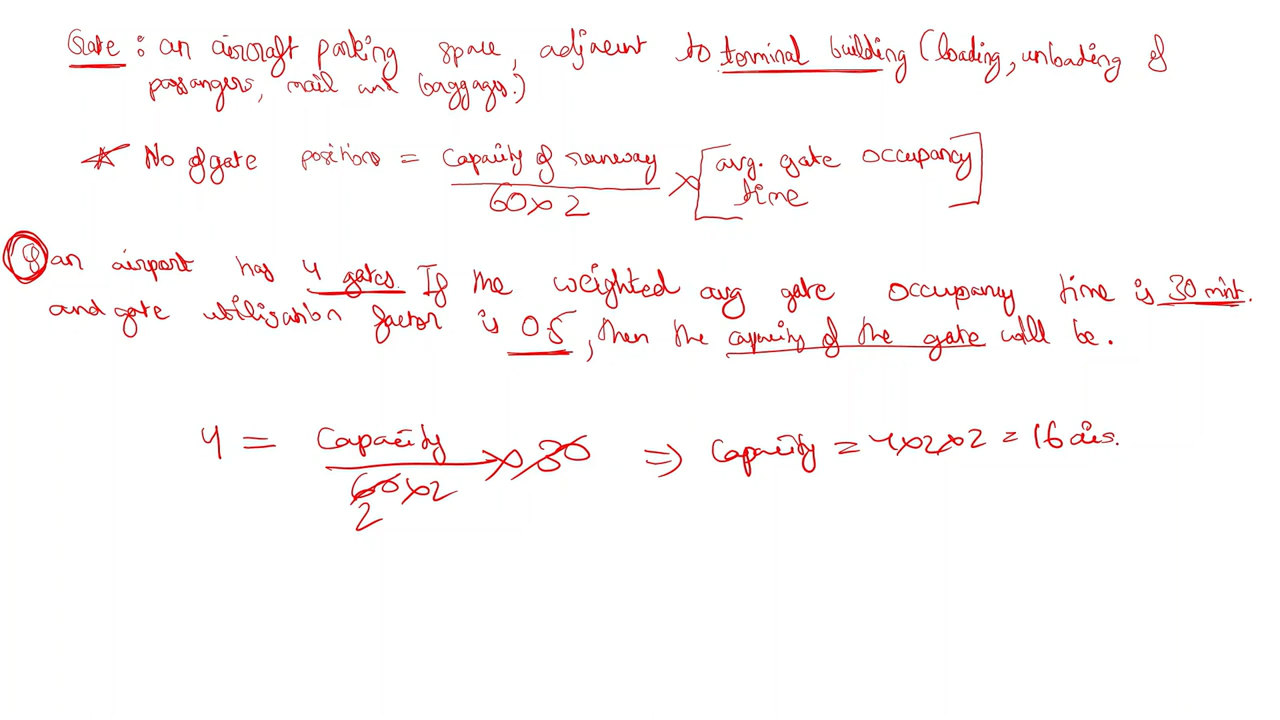 Gate : an aircraft parking space, adjacent to terminal building (loading, unloading of
passangers, mail and baggages.)
* No of gate positions = capacity of runway / 60 × 2 × [avg. gate occupancy time]
Q an airport has 4 gates. If the weighted avg gate occupancy time is 30 mint.
and gate utilization factor is 0.5, then the capacity of the gate will be.
4 = Capacity / 60 × 2 × 30 ⇒ Capacity = 4×2×2 = 16
2